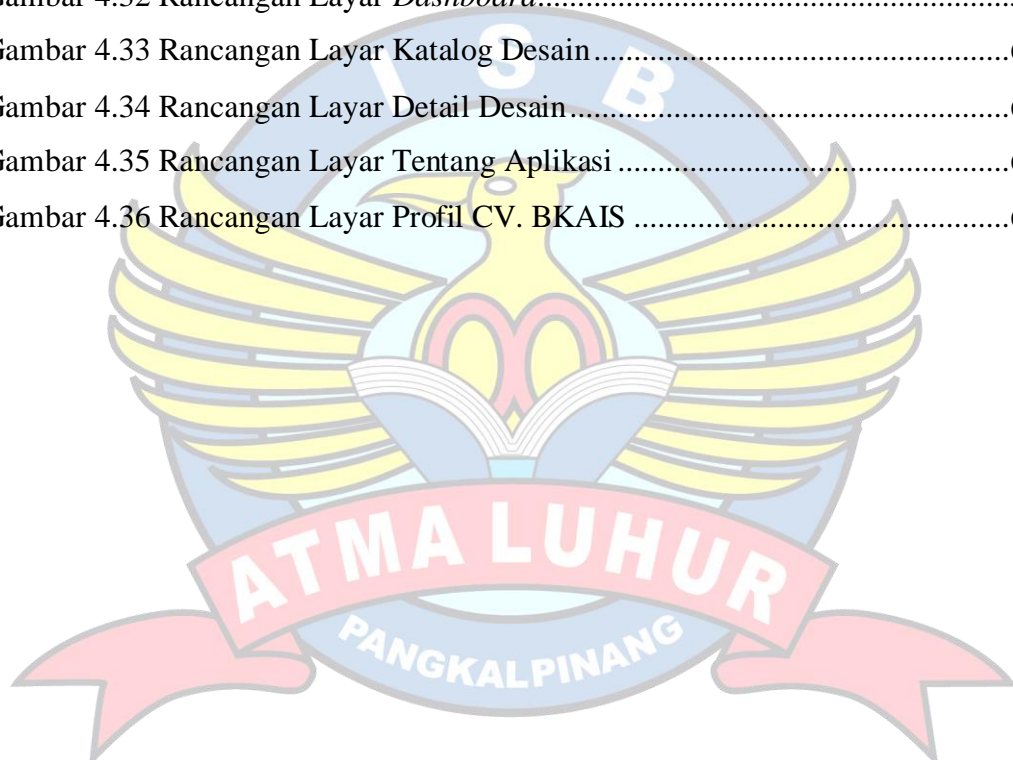 Gambar 4.32 Rancangan Layar Dashboard..........................................................
Gambar 4.33 Rancangan Layar Katalog Desain....................................................
Gambar 4.34 Rancangan Layar Detail Desain.......................................................
Gambar 4.35 Rancangan Layar Tentang Aplikasi.................................................
Gambar 4.36 Rancangan Layar Profil CV. BKAIS ...............................................
I S B
ATMA LUHUR
PANGKALPINANG